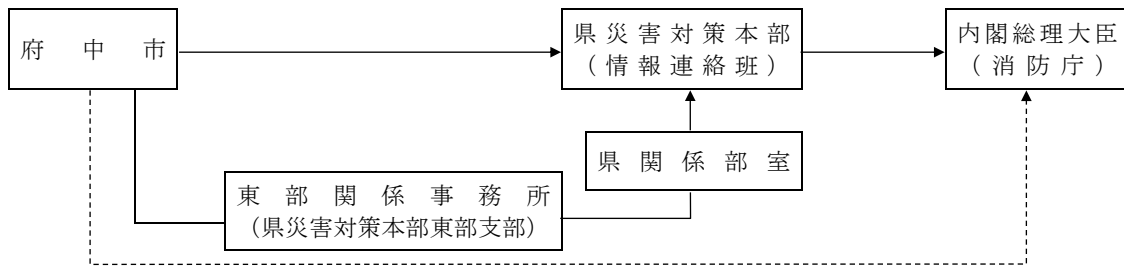 府中市
県災害対策本部
(情報連絡班)
内閣総理大臣
(消防庁)
県関係部室
東部関係事務所
(県災害対策本部東部支部)